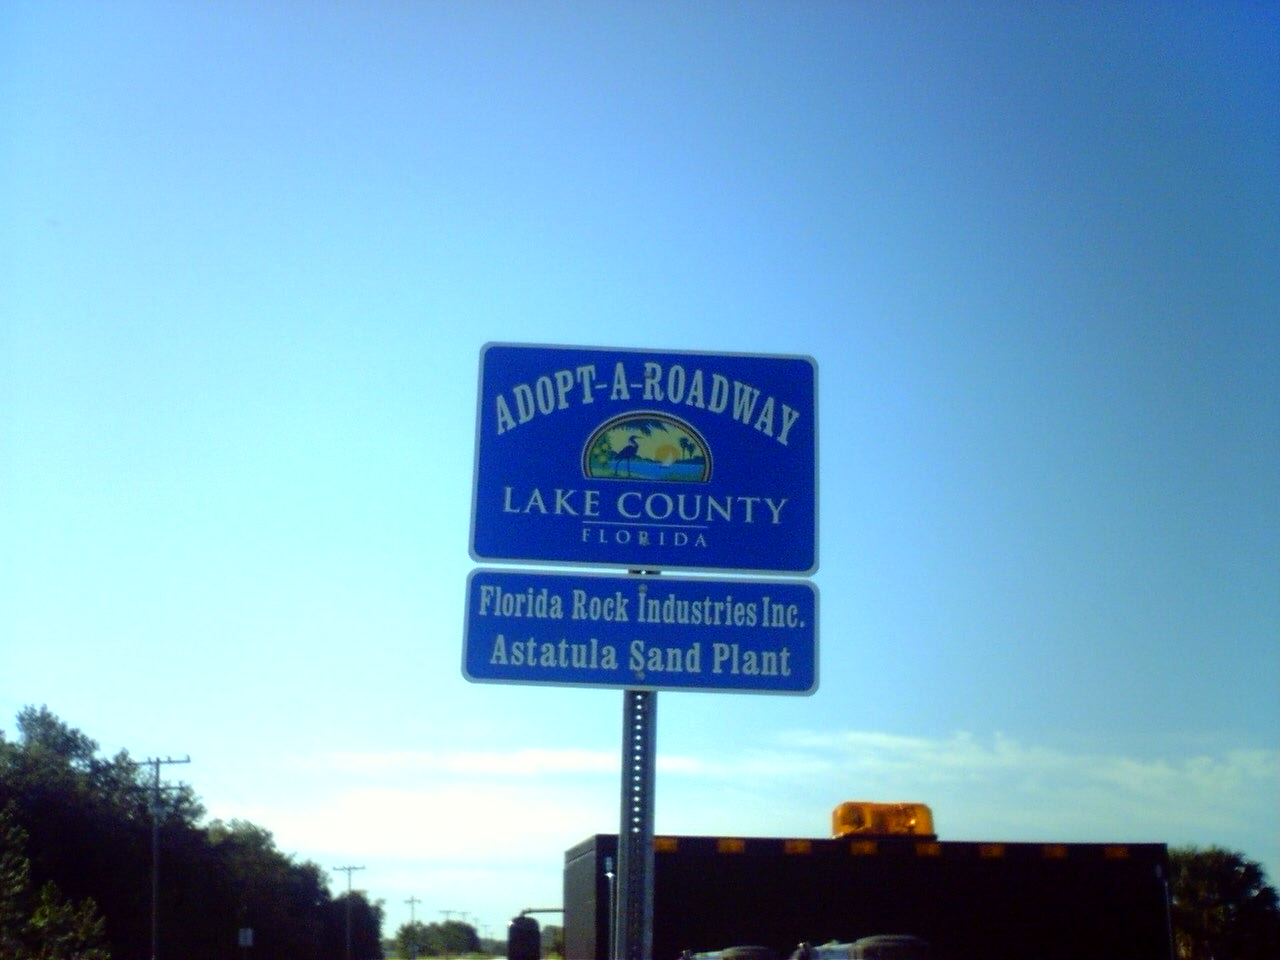 ADOPT-A-ROADWAY
LAKE COUNTY
FLORIDA
Florida Rock Industries Inc.
Astatula Sand Plant